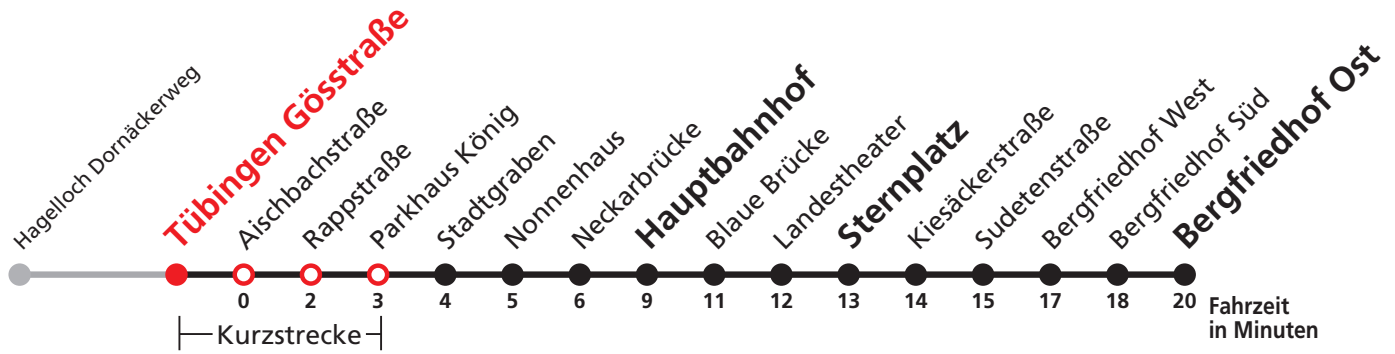 Hagelloch Dornäckerweg
Tübingen Gösstraße
Aischbachstraße
Rappstraße
Parkhaus König
Stadtgraben
Nonnenhaus
Neckarbrücke
Hauptbahnhof
Blaue Brücke
Landestheater
Sternplatz
Kiesäckerstraße
Sudetenstraße
Bergfriedhof West
Bergfriedhof Süd
Bergfriedhof Ost
0 2 3 4 5 6 9 11 12 13 14 15 17 18 20
Fahrzeit
in Minuten
Kurzstrecke